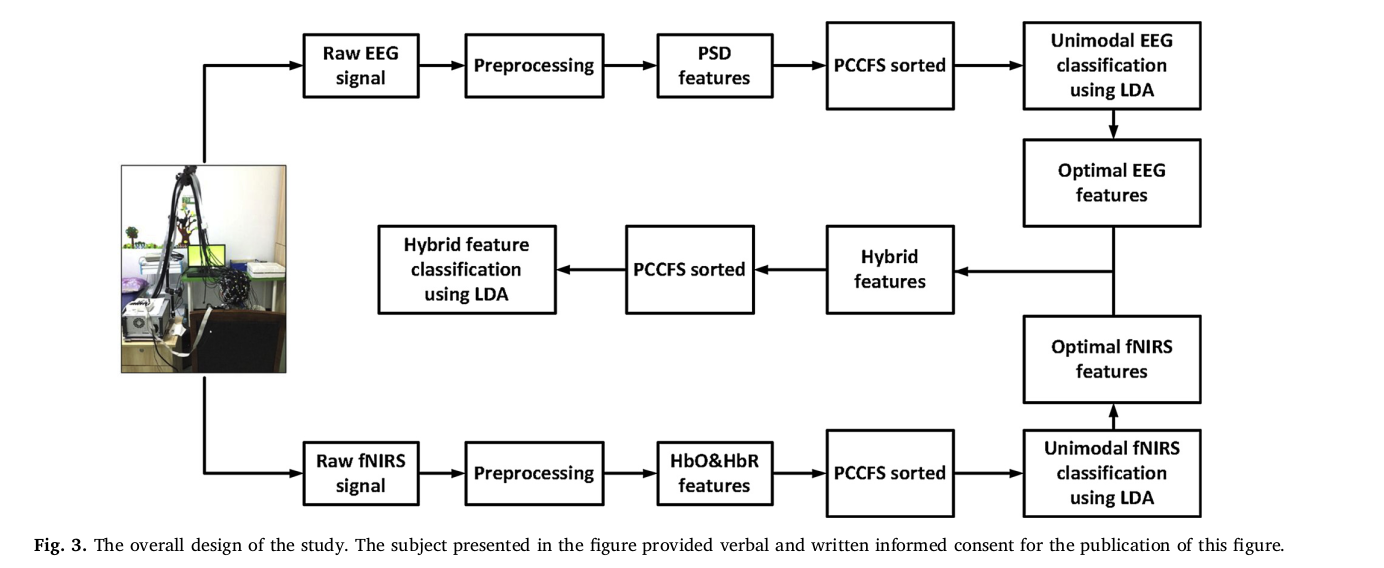 Raw EEG
signal
Preprocessing
PSD
features
PCCFS sorted
Unimodal EEG
classification
using LDA
Optimal EEG
features
Hybrid feature
classification
using LDA
PCCFS sorted
Hybrid
features
Optimal fNIRS
features
Raw fNIRS
signal
Preprocessing
HbO&HbR
features
PCCFS sorted
Unimodal fNIRS
classification
using LDA
Fig. 3. The overall design of the study. The subject presented in the figure provided verbal and written informed consent for the publication of this figure.